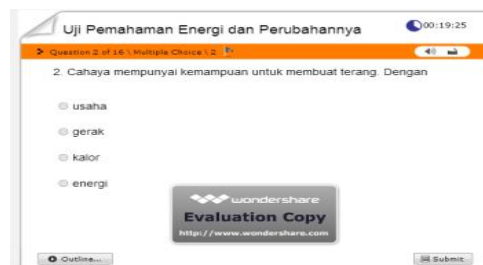 Uji Pemahaman Energi dan Perubahannya
00:19:25
Question 2 of 16 \ Multiple Choice \ 2
2. Cahaya mempunyai kemampuan untuk membuat terang. Dengan
usaha
gerak
kalor
energi
wondershare
Evaluation Copy
http://www.wondershare.com
Outline...
Submit